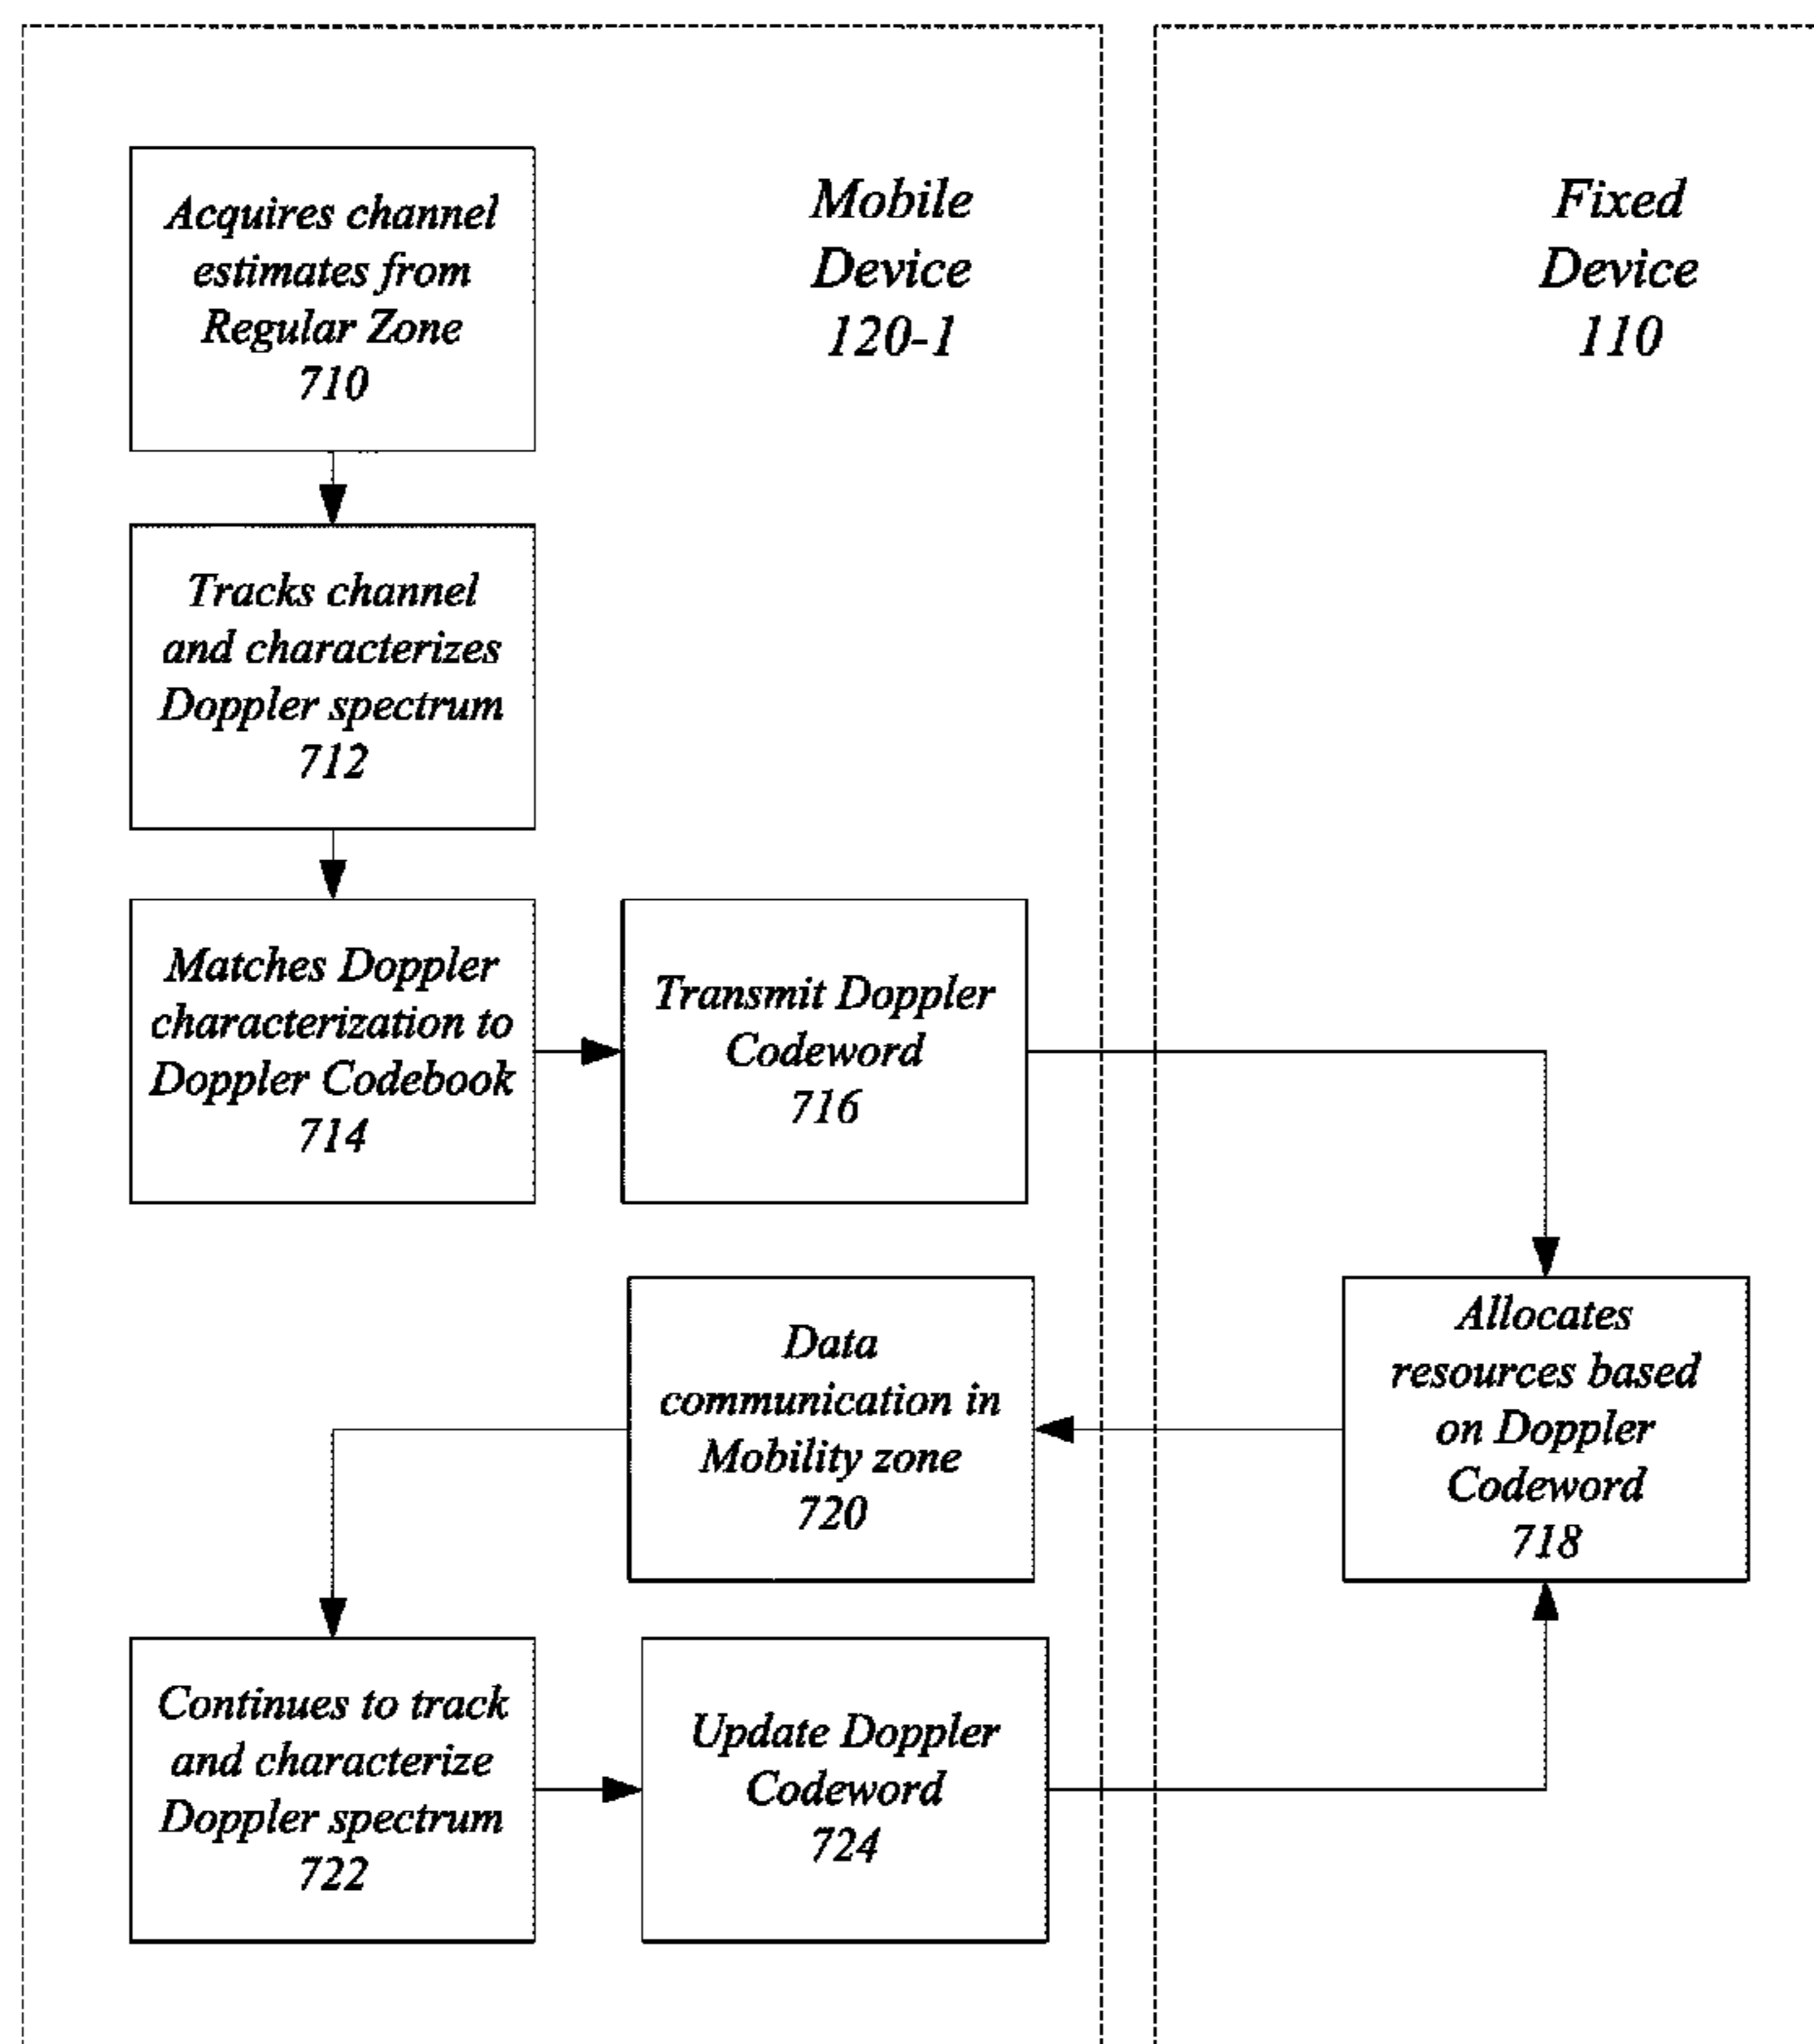 Mobile
Device
120-1
Fixed
Device
110
Acquires channel
estimates from
Regular Zone
710
Tracks channel
and characterizes
Doppler spectrum
712
Matches Doppler
characterization to
Doppler Codebook
714
Transmit Doppler
Codeword
716
Allocates
resources based
on Doppler
Codeword
718
Data
communication in
Mobility zone
720
Continues to track
and characterize
Doppler spectrum
722
Update Doppler
Codeword
724